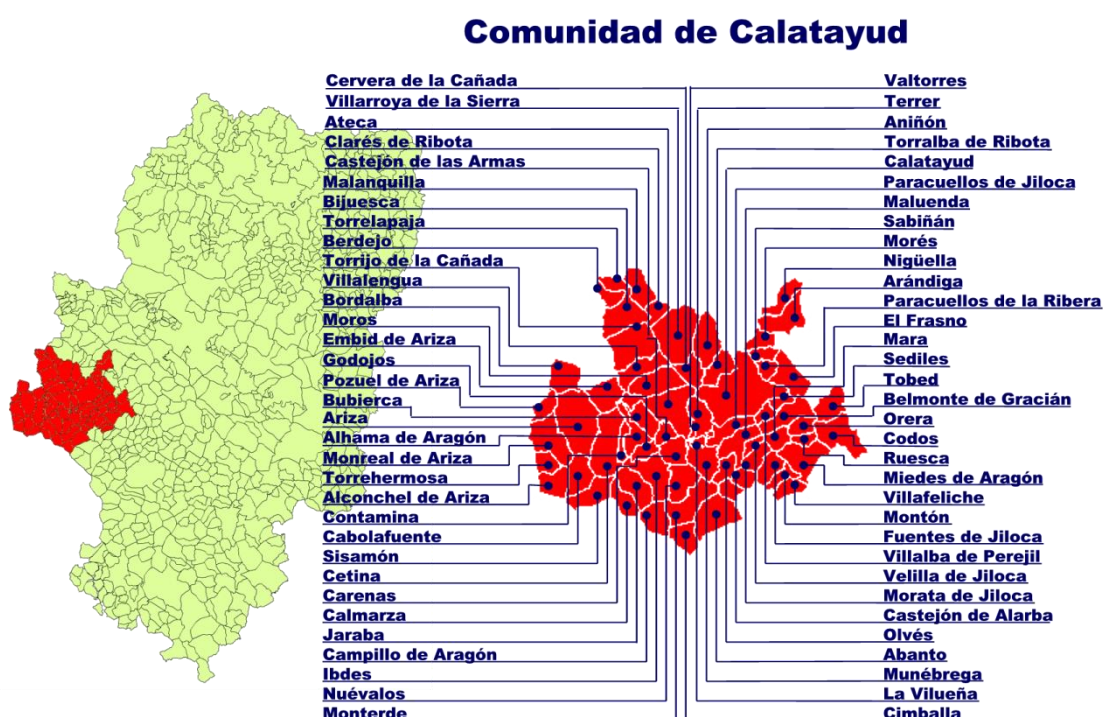 Comunidad de Calatayud
Cervera de la Cañada
Villarroya de la Sierra
Ateca
Clarés de Ribota
Castejón de las Armas
Malanquilla
Bijuesca
Torrelapaja
Berdejo
Torrijo de la Cañada
Villalengua
Bordalba
Moros
Embid de Ariza
Godojos
Pozuel de Ariza
Bubierca
Ariza
Alhama de Aragón
Monreal de Ariza
Torrehermosa
Alconchel de Ariza
Contamina
Cabolafuente
Sisamón
Cetina
Carenas
Calmarza
Jaraba
Campillo de Aragón
Ibdes
Nuévalos
Monterde
Valtorres
Terrer
Aniñón
Torralba de Ribota
Calatayud
Paracuellos de Jiloca
Maluenda
Sabiñán
Morés
Nigüella
Arándiga
Paracuellos de la Ribera
El Frasno
Mara
Sediles
Tobed
Belmonte de Gracián
Orera
Codos
Ruesca
Miedes de Aragón
Villafeliche
Montón
Fuentes de Jiloca
Villalba de Perejil
Velilla de Jiloca
Morata de Jiloca
Castejón de Alarba
Olvés
Abanto
Munébrega
La Vilueña
Cimballa